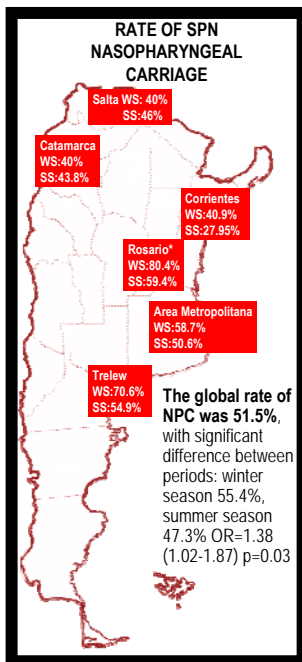 RATE OF SPN
NASOPHARYNGEAL
CARRIAGE
Salta WS: 40%
SS:46%
Catamarca
WS:40%
SS:43.8%
Corrientes
WS:40.9%
SS:27.95%
Rosario*
WS:80.4%
SS:59.4%
Area Metropolitana
WS:58.7%
SS:50.6%
Trelew
WS:70.6%
SS:54.9%
The global rate of
NPC was 51.5%,
with significant
difference between
periods: winter
season 55.4%,
summer season
47.3% OR=1.38
(1.02-1.87) p=0.03